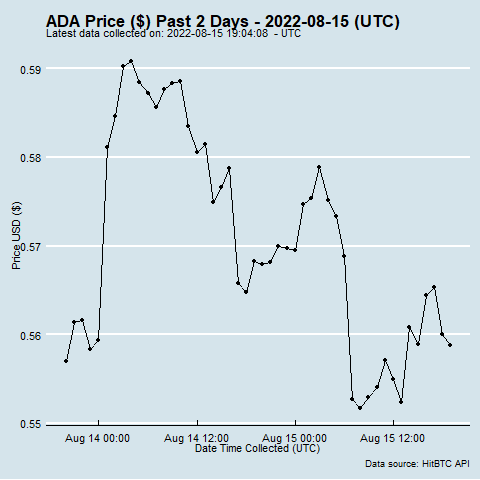 ADA Price ($) Past 2 Days - 2022-08-15 (UTC)
Latest data collected on: 2022-08-15 19:04:08  - UTC
0.59
0.58
Price USD ($)
0.57
0.56
0.55
Aug 14 00:00 Aug 14 12:00 Aug 15 00:00 Aug 15 12:00
Date Time Collected (UTC)
Data source: HitBTC API